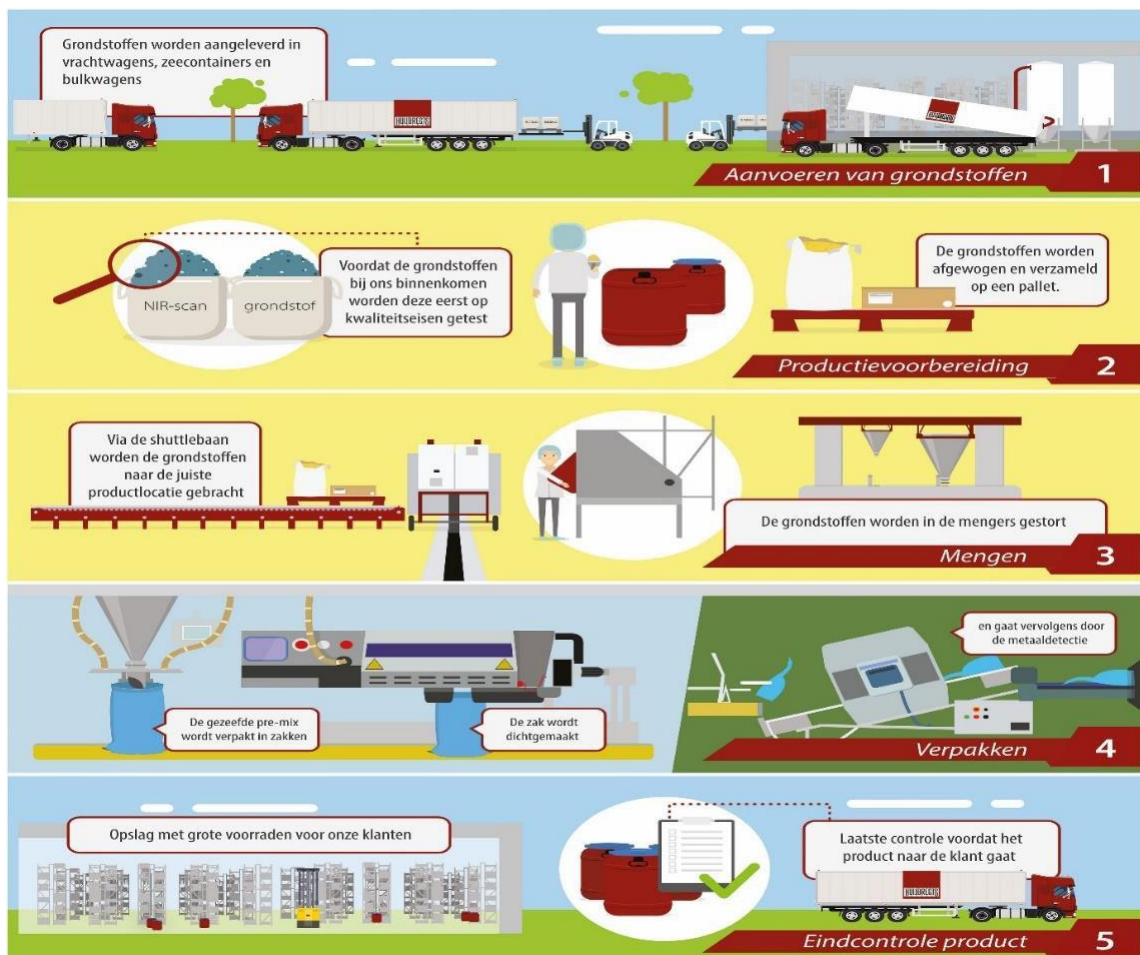 Grondstoffen worden aangeleverd in
vrachtwagens, zeecontainers en
bulkwagens
Aanvoeren van grondstoffen 1
NIR-scan
grondstof
Voordat de grondstoffen
bij ons binnenkomen
worden deze eerst op
kwaliteitseisen getest
De grondstoffen worden
afgewogen en verzameld
op een pallet.
Productievoorbereiding 2
Via de shuttlebaan
worden de grondstoffen
naar de juiste
productlocatie gebracht
De grondstoffen worden in de mengers gestort
Mengen 3
De gezeefde pre-mix
wordt verpakt in zakken
De zak wordt
dichtgemaakt
en gaat vervolgens door
de metaaldetectie
Verpakken 4
Opslag met grote voorraden voor onze klanten
Laatste controle voordat het
product naar de klant gaat
Eindcontrole product 5